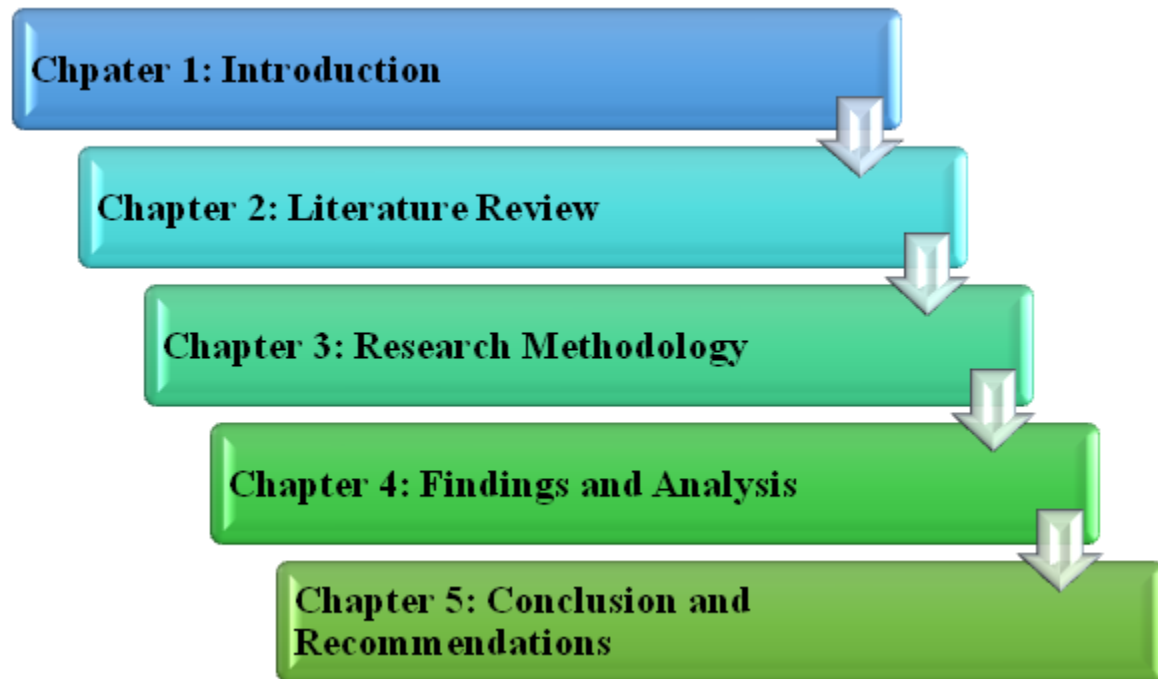 Chpater 1: Introduction
Chapter 2: Literature Review
Chapter 3: Research Methodology
Chapter 4: Findings and Analysis
Chapter 5: Conclusion and
Recommendations